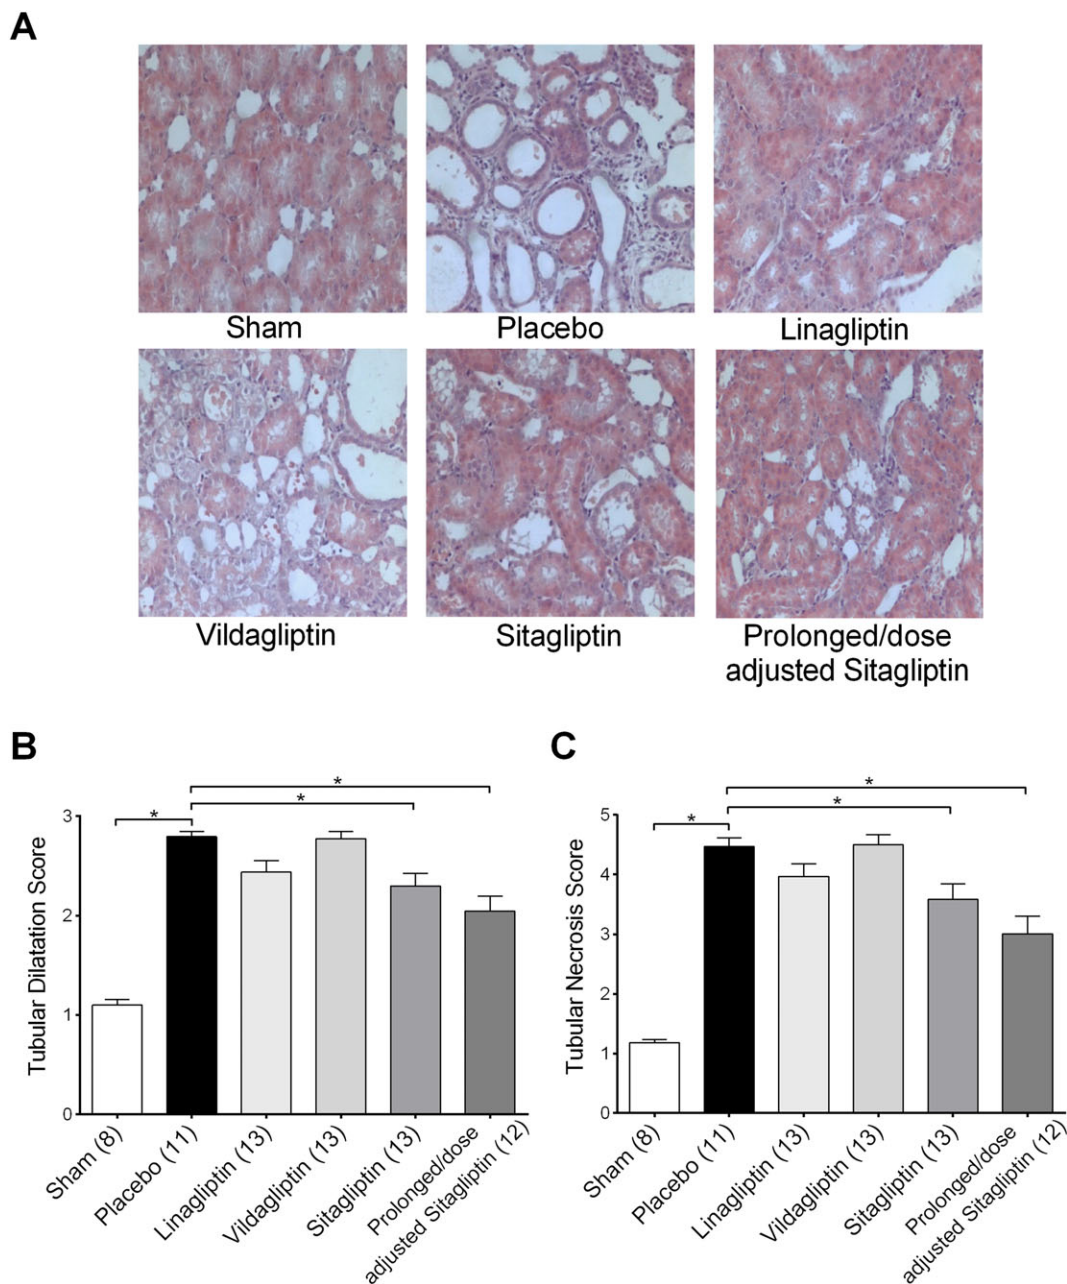 A
Sham
Placebo
Linagliptin
Vildagliptin
Sitagliptin
Prolonged/dose
adjusted Sitagliptin
B
Tubular Dilatation Score
3
2
1
0
*
*
*
Sham (8)
Placebo (11)
Linagliptin (13)
Vildagliptin (13)
Sitagliptin (13)
Prolonged/dose
adjusted Sitagliptin (12)
C
Tubular Necrosis Score
5
4
3
2
1
0
*
*
*
Sham (8)
Placebo (11)
Linagliptin (13)
Vildagliptin (13)
Sitagliptin (13)
Prolonged/dose
adjusted Sitagliptin (12)